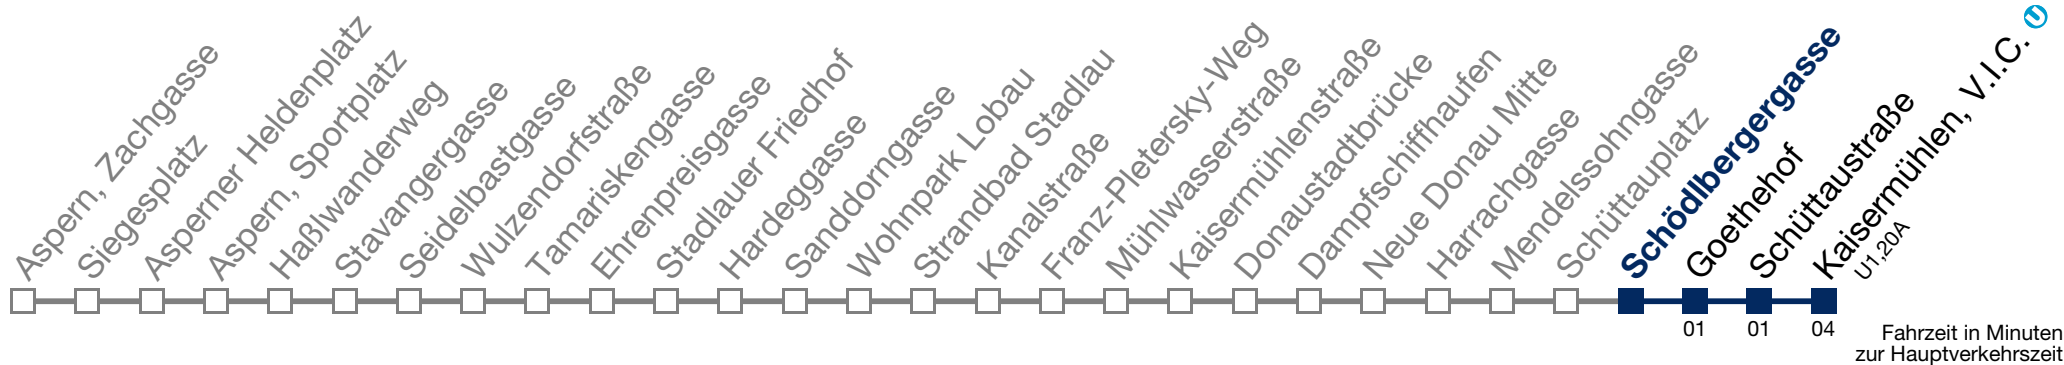 Aspern, Zachgasse
Siegesplatz
Asperner Heldenplatz
Aspern, Sportplatz
Haßlwanderweg
Stavangergasse
Seidelbastgasse
Wulzendorfstraße
Tamariskengasse
Ehrenpreisgasse
Stadlauer Friedhof
Hardeggasse
Sanddorngasse
Wohnpark Lobau
Strandbad Stadlau
Kanalstraße
Franz-Pletersky-Weg
Mühlwasserstraße
Kaisermühlenstraße
Donaustadtbrücke
Dampfschiffhaufen
Neue Donau Mitte
Harrachgasse
Mendelssohngasse
Schüttauplatz
Schödlbergergasse
Goethehof
Schüttaustraße
Kaisermühlen, V.I.C. U
U1,20A
01 01 04
Fahrzeit in Minuten
zur Hauptverkehrszeit